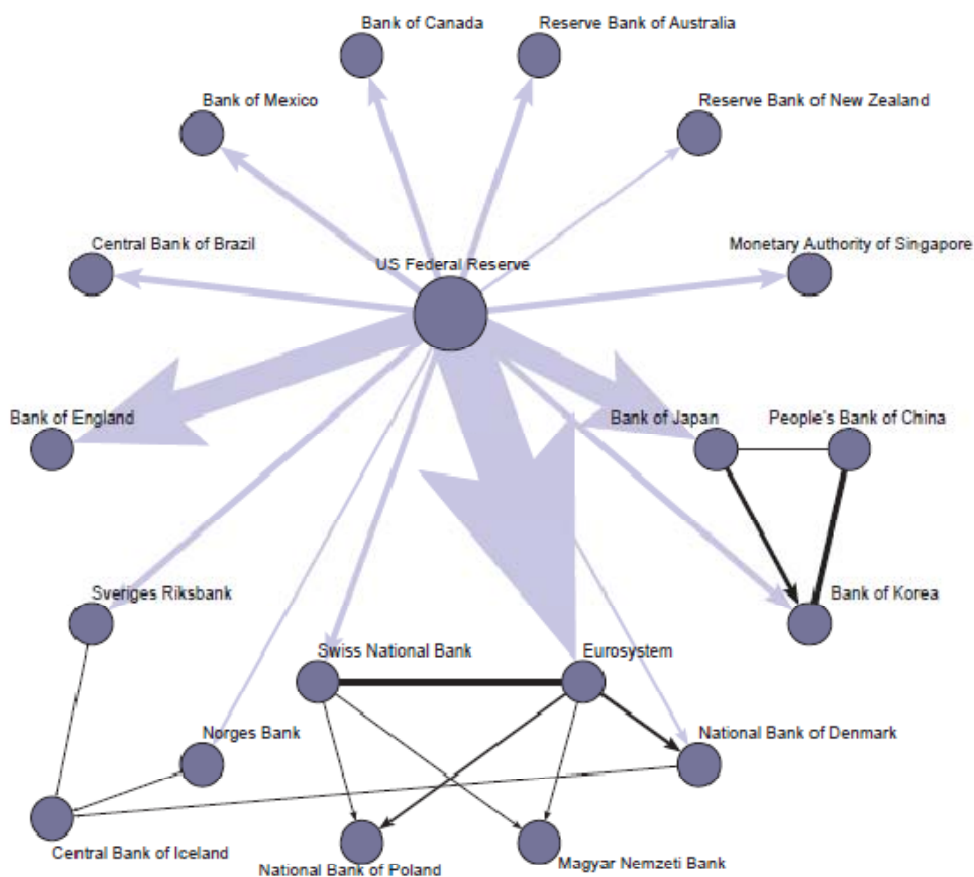 Bank of Canada
Reserve Bank of Australia
Bank of Mexico
Reserve Bank of New Zealand
Central Bank of Brazil
US Federal Reserve
Monetary Authority of Singapore
Bank of England
Bank of Japan
People's Bank of China
Sveriges Riksbank
Bank of Korea
Swiss National Bank
Eurosystem
Norges Bank
National Bank of Denmark
Central Bank of Iceland
National Bank of Poland
Magyar Nemzeti Bank